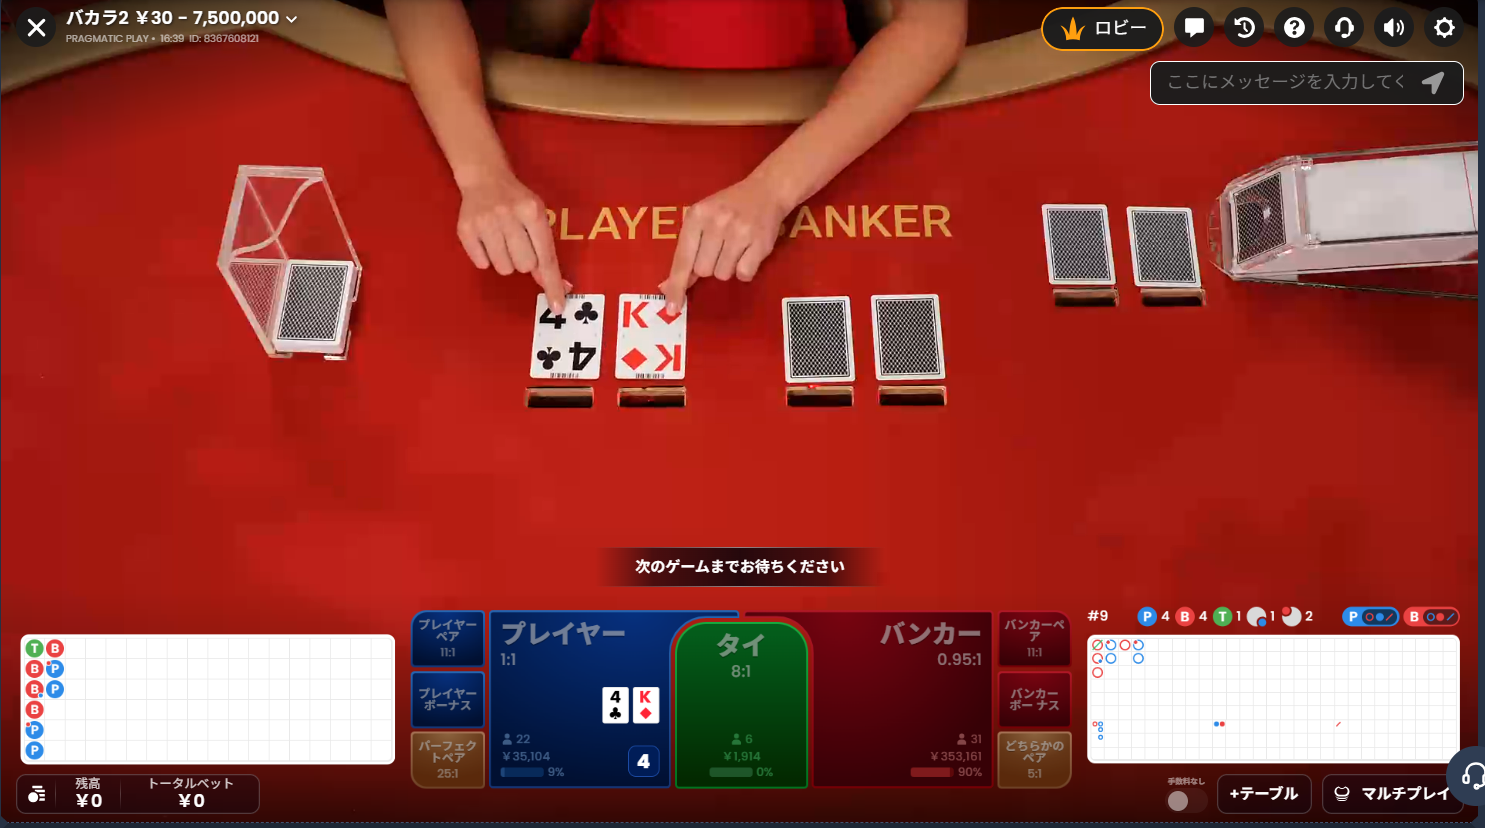 バカラ2 ¥30 - 7,500,000
PRAGMATIC PLAY • 16:39 ID: 8367608121
ロビー
ここにメッセージを入力してく
PLAYE
BANKER
4
4
K
K
次のゲームまでお待ちください
T B
B P
B P
B
P
P
残高
¥0
トータルベット
¥0
プレイヤー
ペア
11:1
プレイヤー
ボーナス
パーフェク
トペア
25:1
プレイヤー
1:1
4 K
22
¥35,104
9%
4
タイ
8:1
6
¥1,914
0%
バンカー
0.95:1
31
¥353,161
90%
バンカーペ
ア
11:1
バンカー
ボー ナス
どちらかの
ペア
5:1
#9 P 4 B 4 T 1 1 2 P B
手数料なし
+テーブル
マルチプレイ